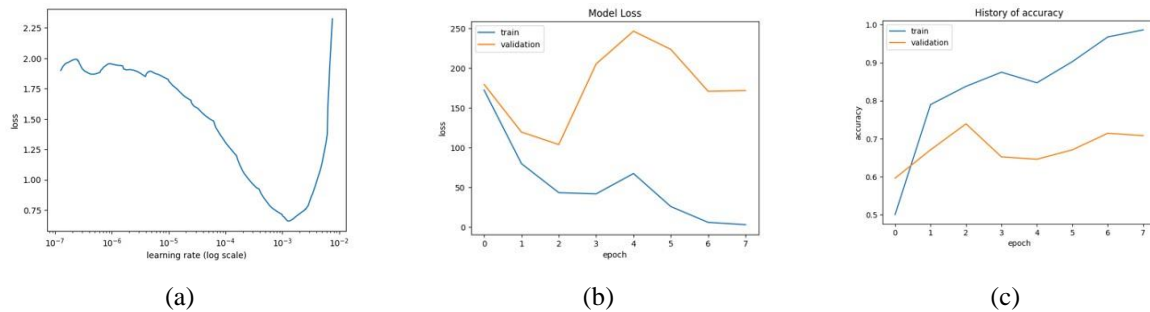 2.25
2.00
1.75
1.50
1.25
1.00
0.75
loss
10⁻⁷
10⁻⁶
10⁻⁵
10⁻⁴
10⁻³
10⁻²
learning rate (log scale)
(a)
Model Loss
train
validation
250
200
150
100
50
0
loss
0 1 2 3 4 5 6 7
epoch
(b)
History of accuracy
train
validation
1.0
0.9
0.8
0.7
0.6
0.5
accuracy
0 1 2 3 4 5 6 7
epoch
(c)